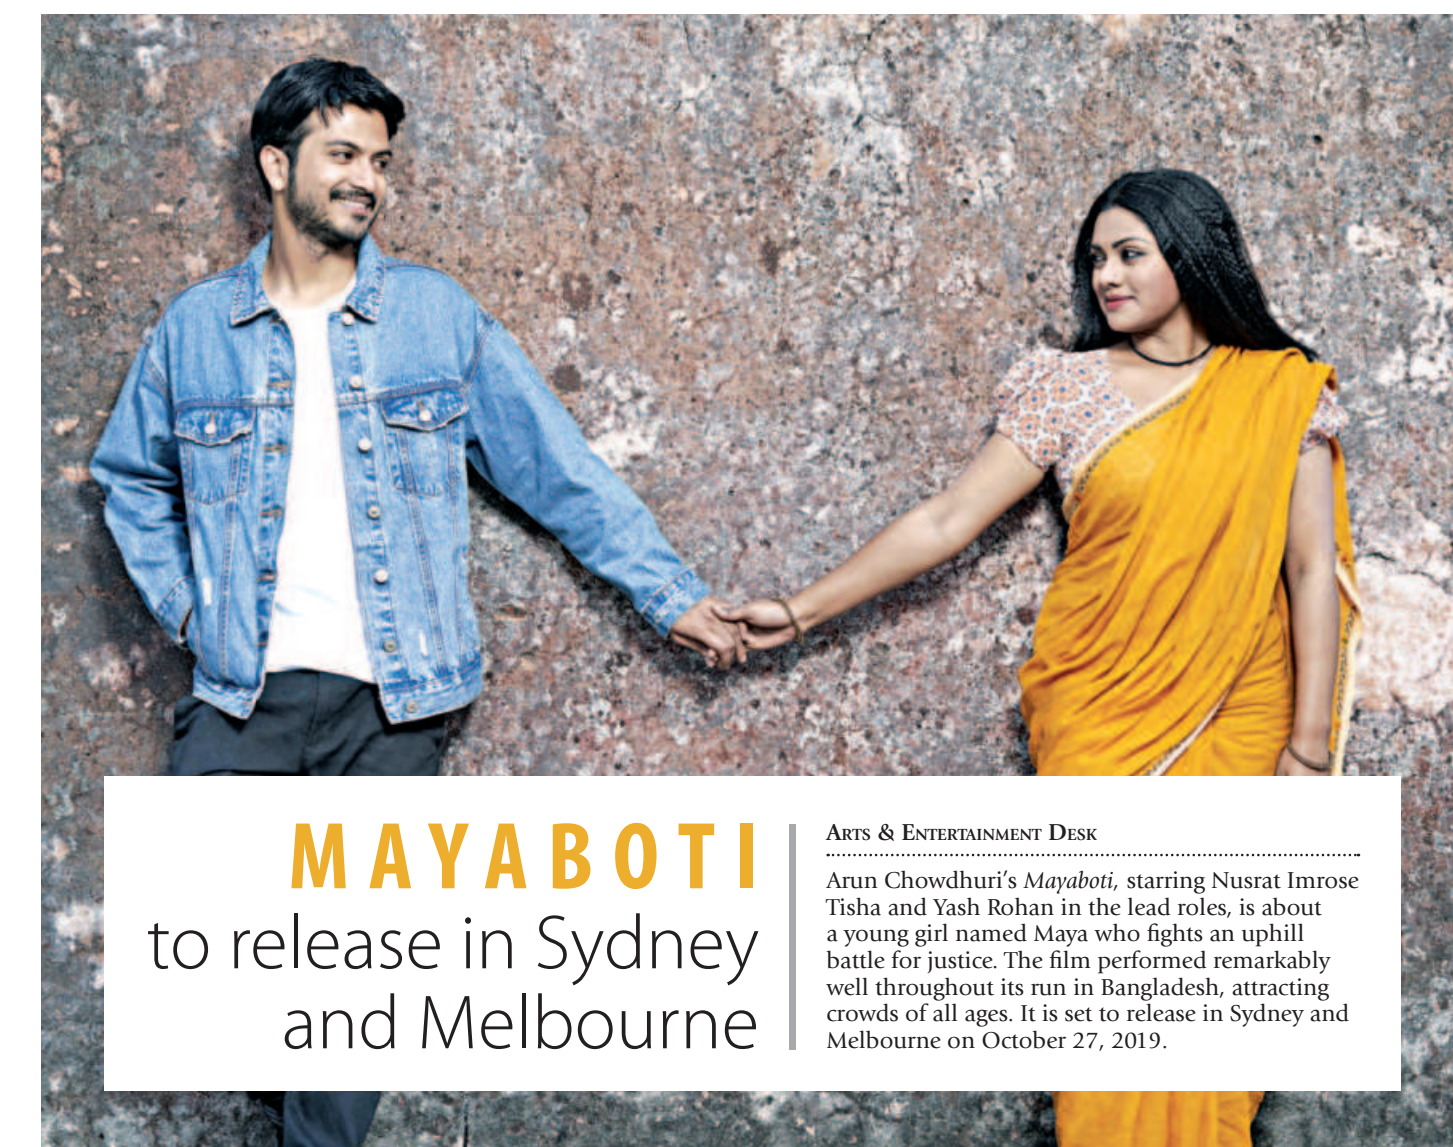 MAYABOTI
to release in Sydney
and Melbourne
Arts & Entertainment Desk
Arun Chowdhuri's Mayaboti, starring Nusrat Imrose
Tisha and Yash Rohan in the lead roles, is about
a young girl named Maya who fights an uphill
battle for justice. The film performed remarkably
well throughout its run in Bangladesh, attracting
crowds of all ages. It is set to release in Sydney and
Melbourne on October 27, 2019.